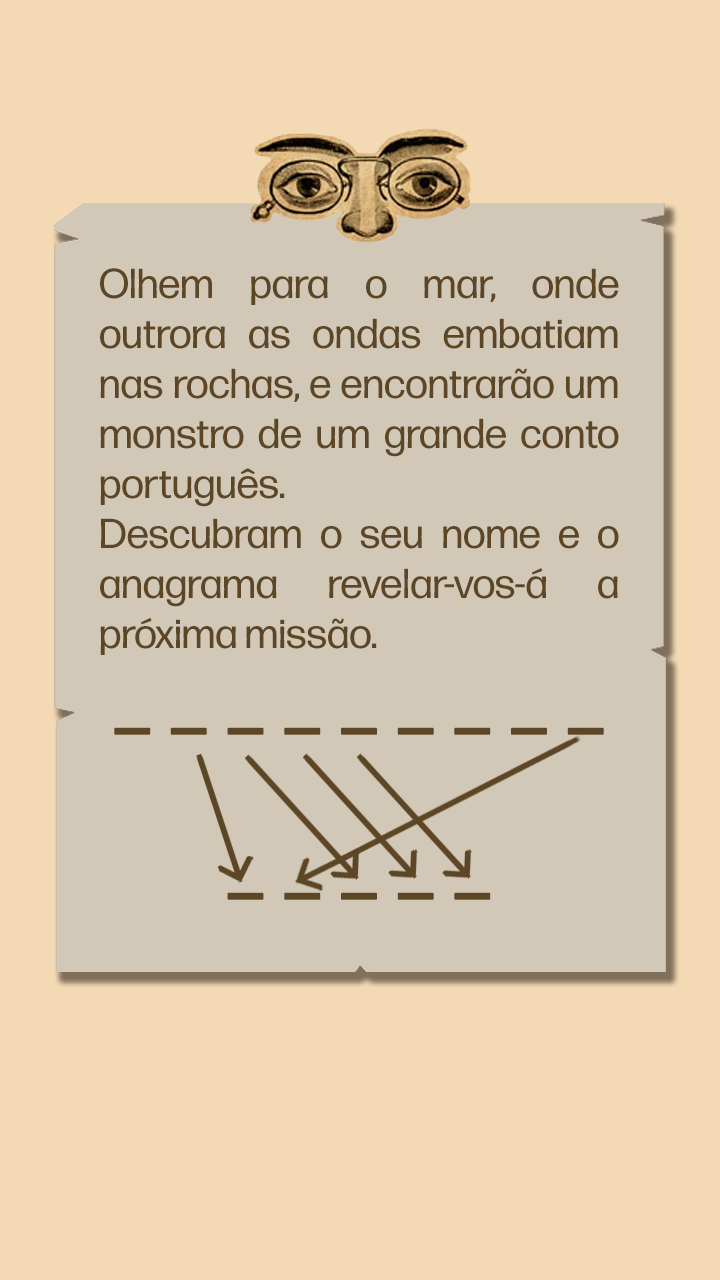 Olhem para o mar, onde
outrora as ondas embatiam
nas rochas, e encontrarão um
monstro de um grande conto
português.
Descubram o seu nome e o
anagrama revelar-vos-á a
próxima missão.